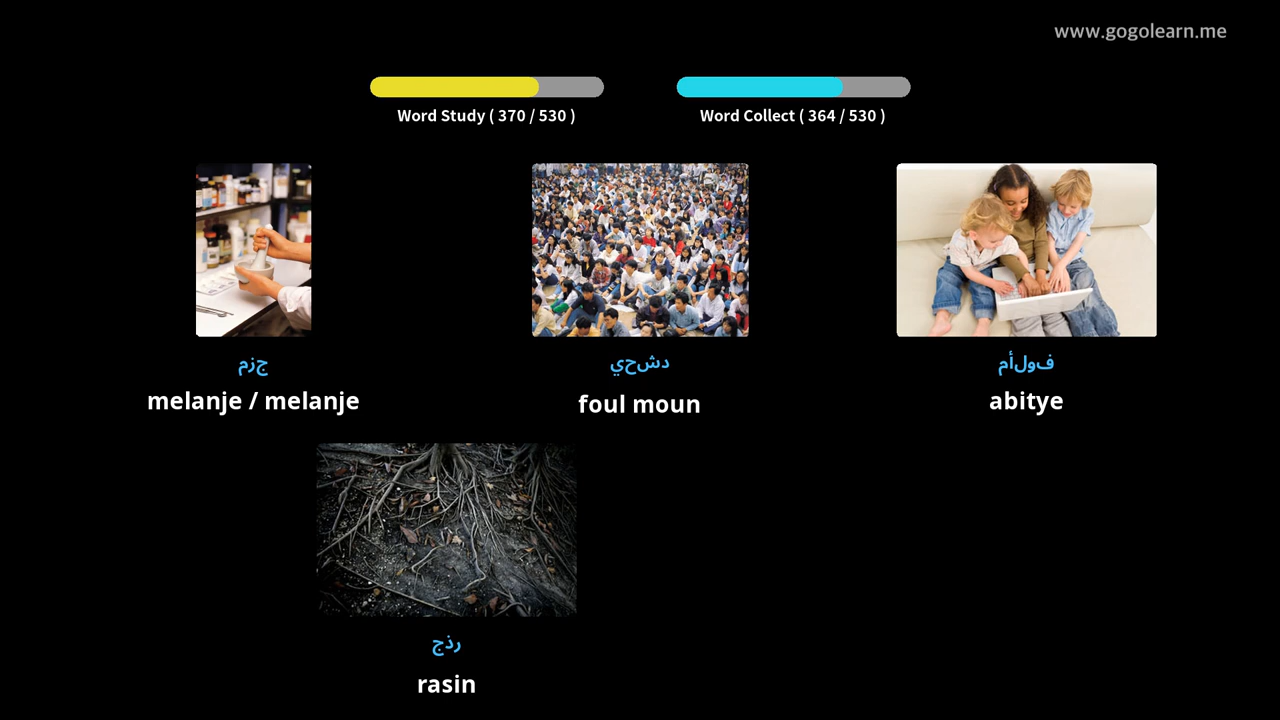 www.gogolearn.me
Word Study ( 370 / 530 )
Word Collect ( 364 / 530 )
جزم
melanje / melanje
دشحي
foul moun
فولأم
abitye
رذج
rasin